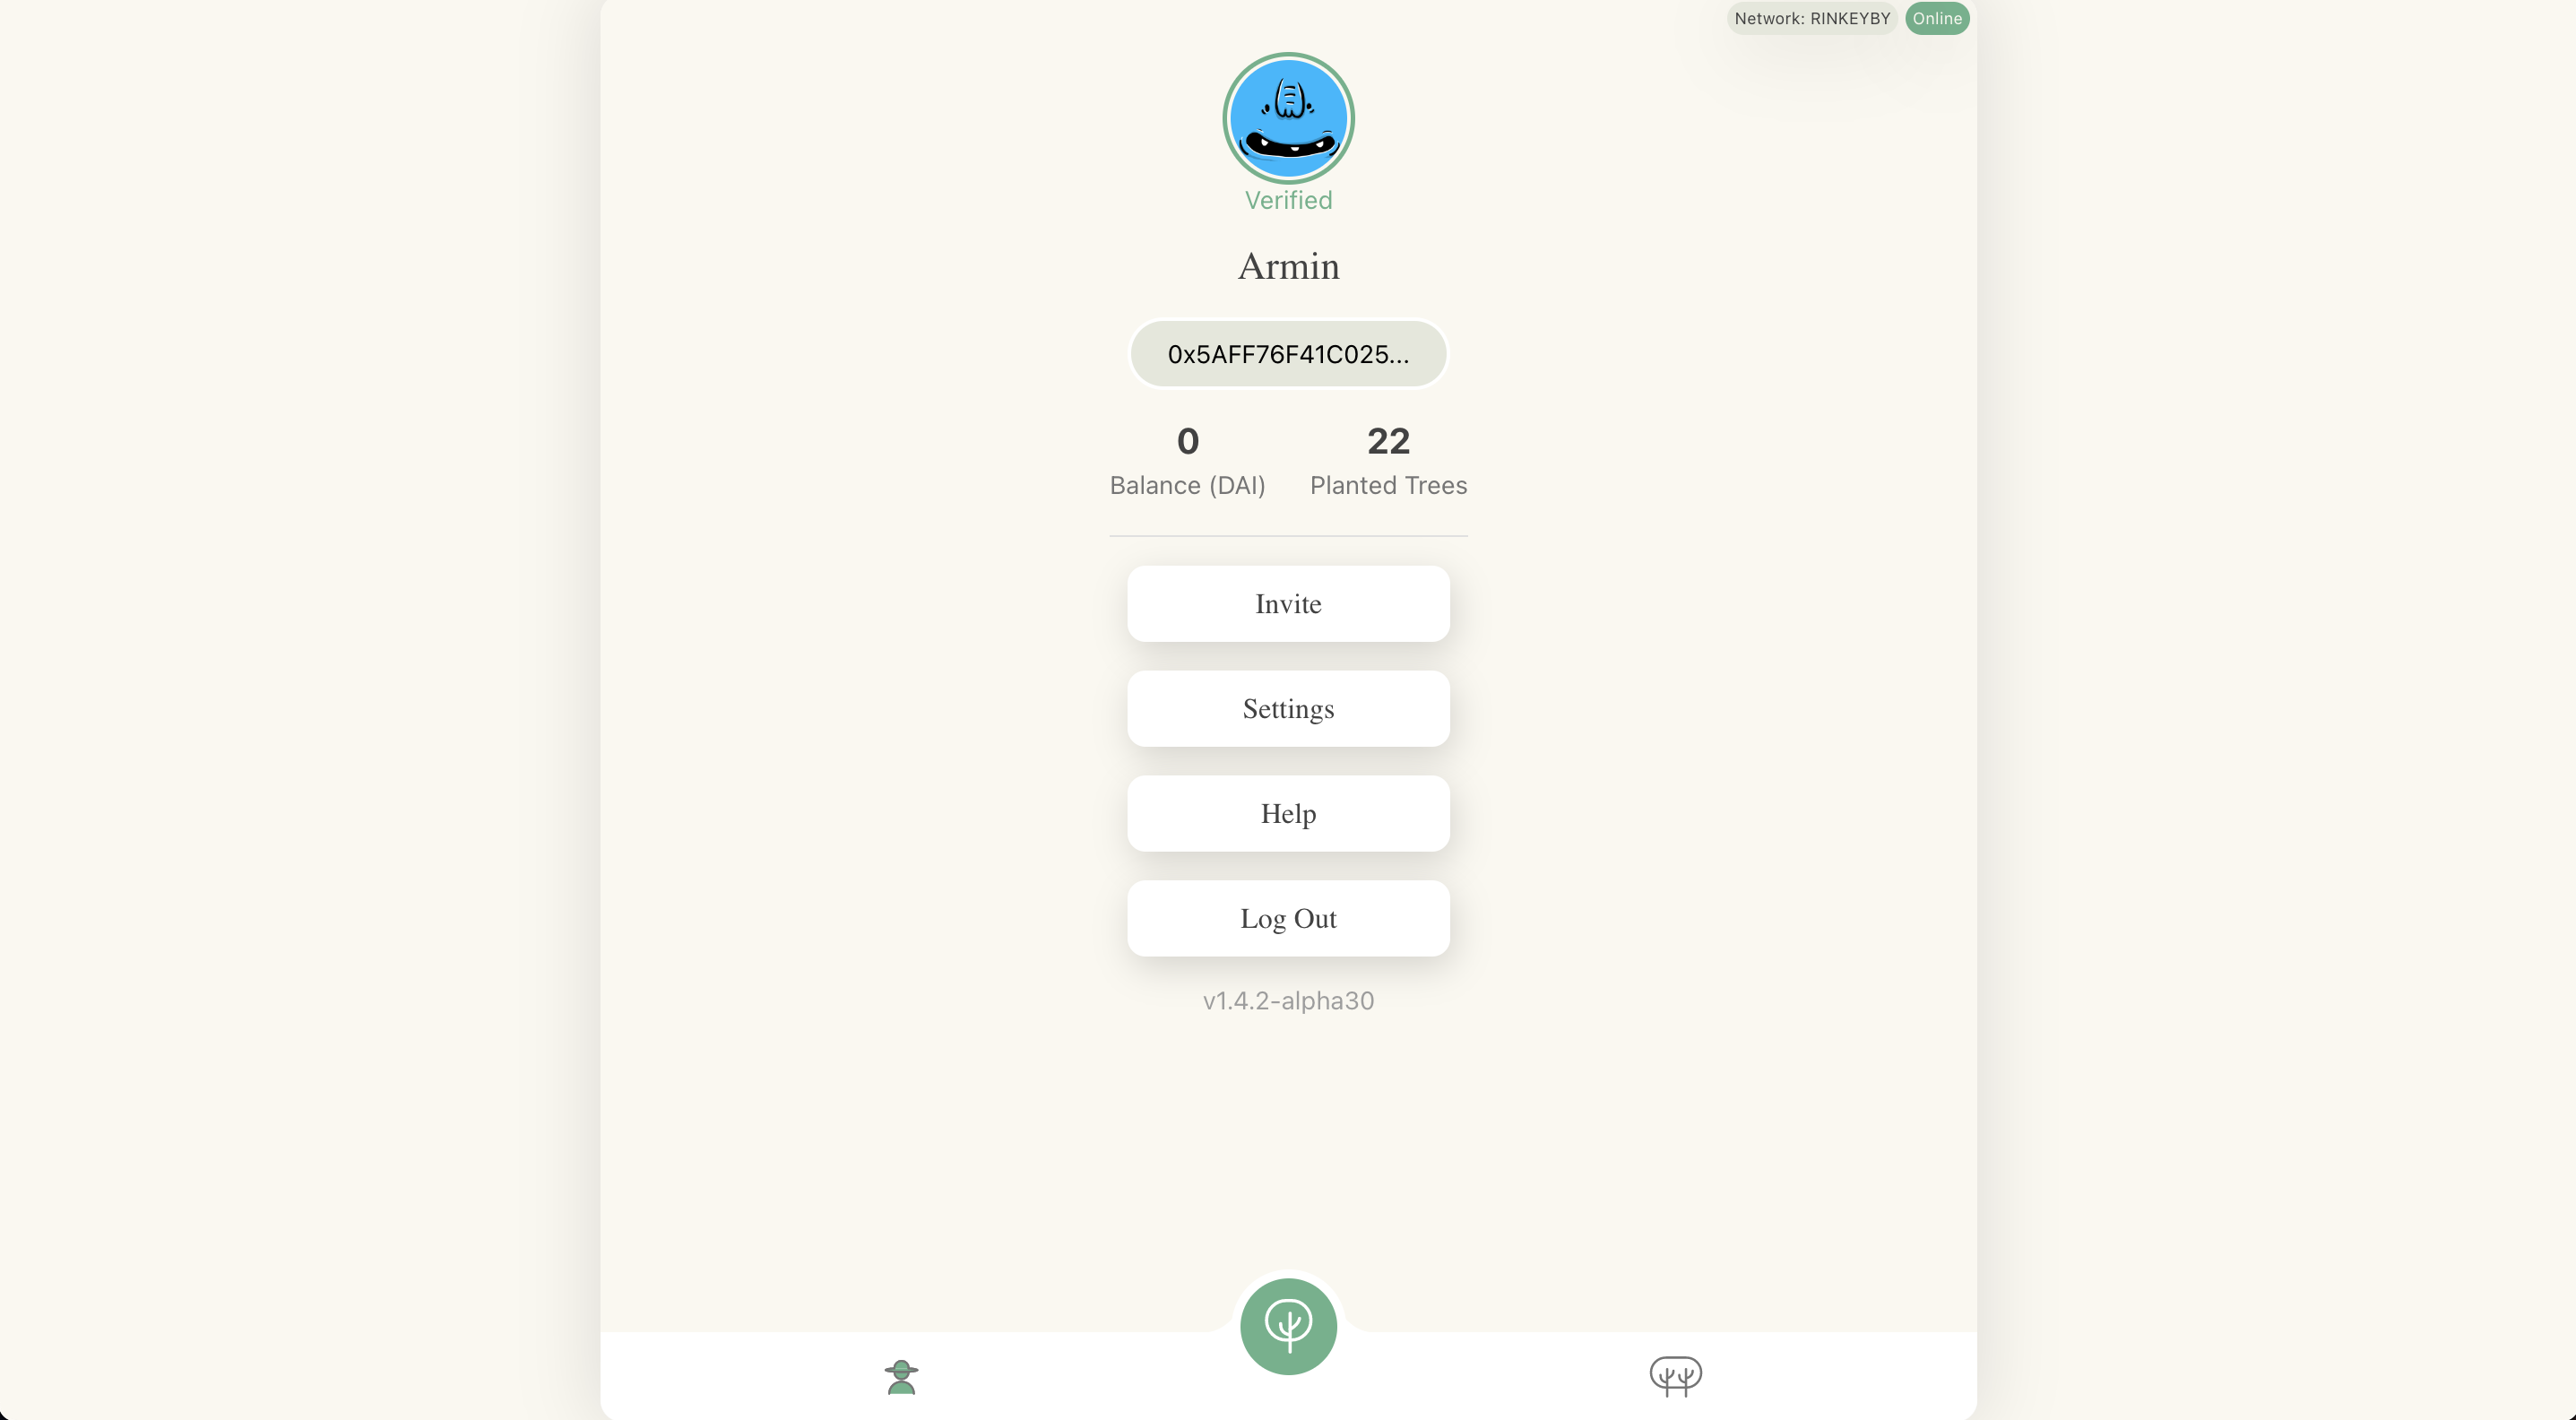 Network: RINKEYBY Online
Verified
Armin
0x5AFF76F41C025...
0 22
Balance (DAI) Planted Trees
Invite
Settings
Help
Log Out
v1.4.2-alpha30